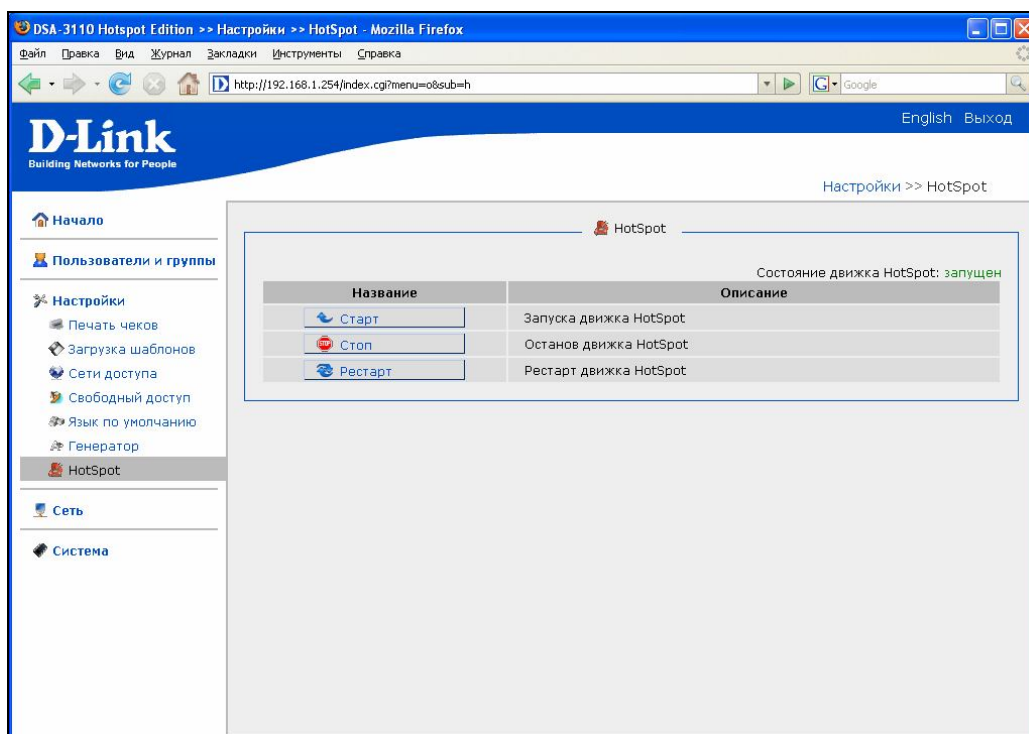 DSA-3110 Hotspot Edition >> Настройки >> HotSpot - Mozilla Firefox
Файл Правка Вид Журнал Закладки Инструменты Справка
http://192.168.1.254/index.cgi?menu=o&sub=h
Google
English Выход
D-Link
Building Networks for People
Настройки >> HotSpot
Начало
Пользователи и группы
Настройки
Печать чеков
Загрузка шаблонов
Сети доступа
Свободный доступ
Язык по умолчанию
Генератор
HotSpot
Сеть
Система
HotSpot
Состояние движка HotSpot: запущен
Название Описание
Старт Запуска движка HotSpot
Стоп Останов движка HotSpot
Рестарт Рестарт движка HotSpot